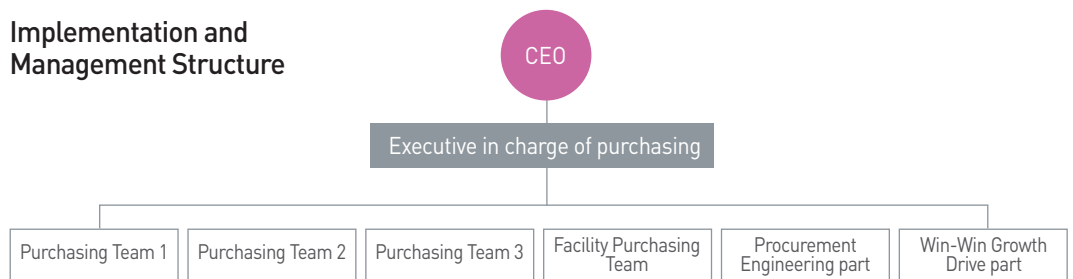 Implementation and
Management Structure
CEO
Executive in charge of purchasing
Purchasing Team 1
Purchasing Team 2
Purchasing Team 3
Facility Purchasing
Team
Procurement
Engineering part
Win-Win Growth
Drive part